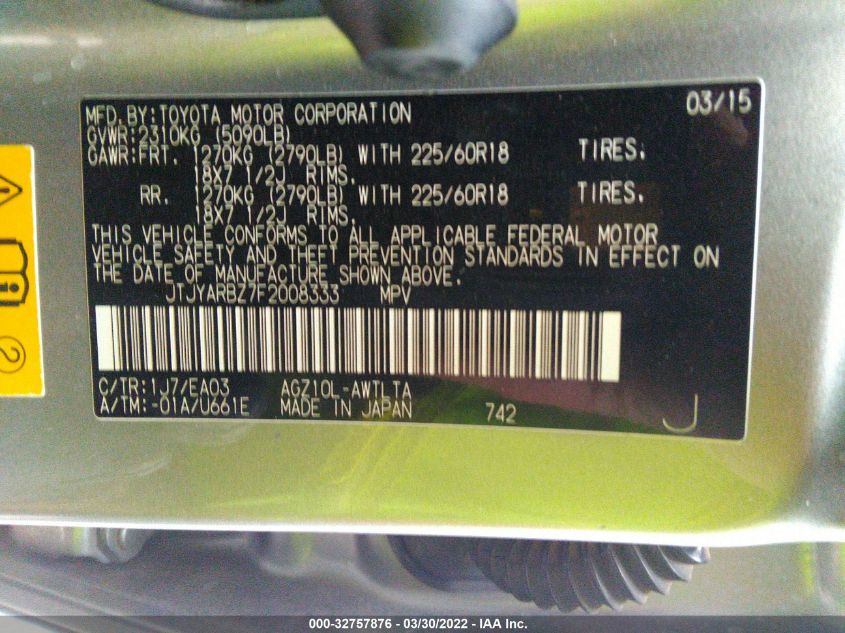 MFD.BY:TOYOTA MOTOR CORPORATION 03/15
GVWR:2310KG (5090LB)
GAWR:FRT. 1270KG (2790LB) WITH 225/60R18 TIRES.
18X7 1/2J RIMS.
RR. 1270KG (2790LB) WITH 225/60R18 TIRES.
18X7 1/2J RIMS.
THIS VEHICLE CONFORMS TO ALL APPLICABLE FEDERAL MOTOR
VEHICLE SAFETY AND THEFT PREVENTION STANDARDS IN EFFECT ON
THE DATE OF MANUFACTURE SHOWN ABOVE.
JTJYARBZ7F2008333 MPV
C/TR:1J7/EA03 AGZ10L-AWTLTA
A/TM:-01A/U661E MADE IN JAPAN 742 J
2
000-32757876 - 03/30/2022 - IAA Inc.